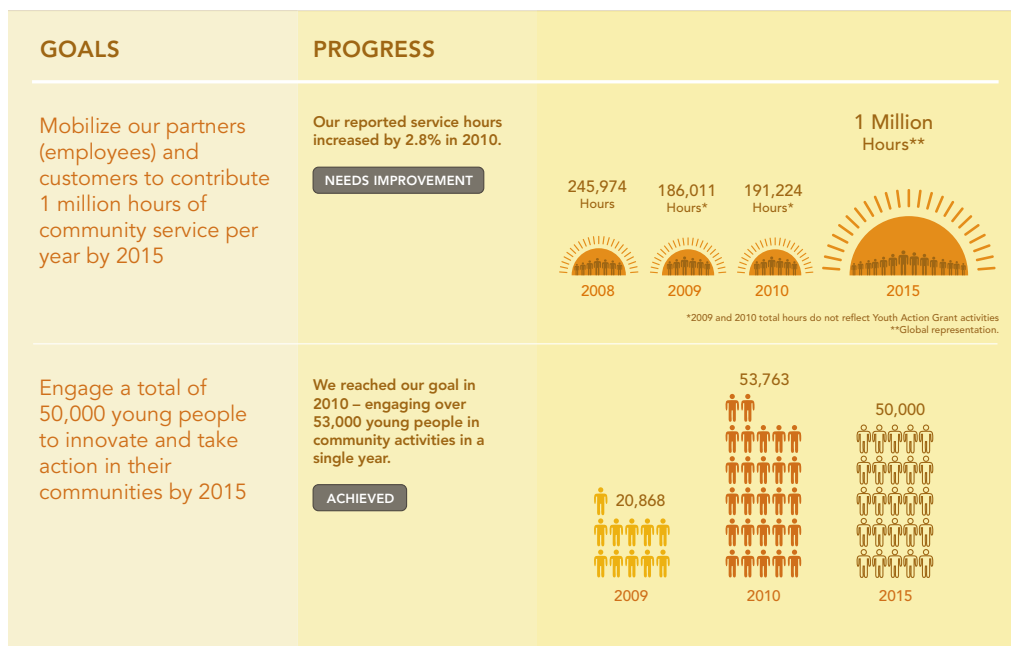 GOALS
PROGRESS
Mobilize our partners
(employees) and
customers to contribute
1 million hours of
community service per
year by 2015
Our reported service hours
increased by 2.8% in 2010.
NEEDS IMPROVEMENT
245,974
Hours
2008
186,011
Hours*
2009
191,224
Hours*
2010
1 Million
Hours**
2015
*2009 and 2010 total hours do not reflect Youth Action Grant activities
**Global representation.
Engage a total of
50,000 young people
to innovate and take
action in their
communities by 2015
We reached our goal in
2010 – engaging over
53,000 young people in
community activities in a
single year.
ACHIEVED
20,868
2009
53,763
2010
50,000
2015